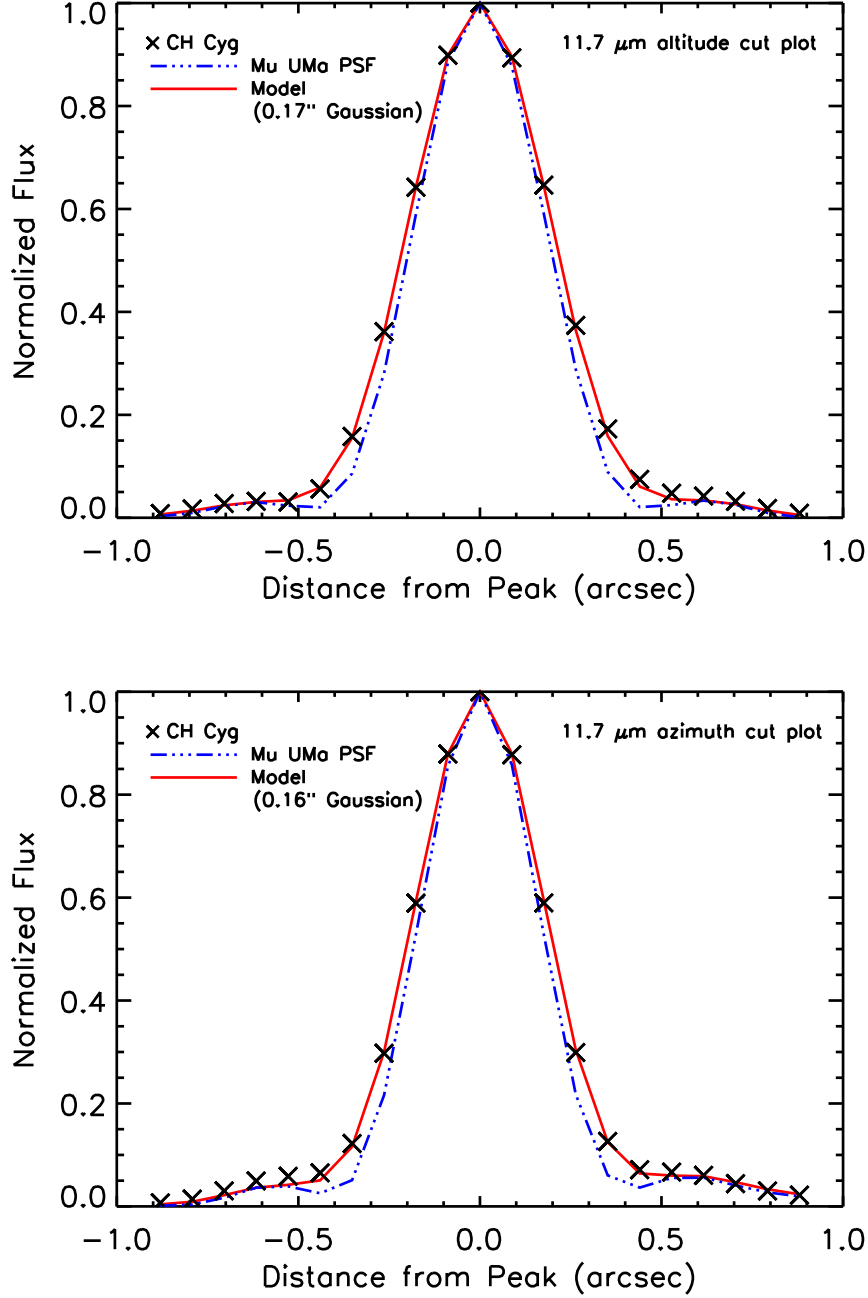 1.0
0.8
0.6
0.4
0.2
0.0
Normalized Flux
CH Cyg
Mu UMa PSF
Model
(0.17" Gaussian)
11.7 μm altitude cut plot
−1.0 −0.5 0.0 0.5 1.0
Distance from Peak (arcsec)
1.0
0.8
0.6
0.4
0.2
0.0
Normalized Flux
CH Cyg
Mu UMa PSF
Model
(0.16" Gaussian)
11.7 μm azimuth cut plot
−1.0 −0.5 0.0 0.5 1.0
Distance from Peak (arcsec)